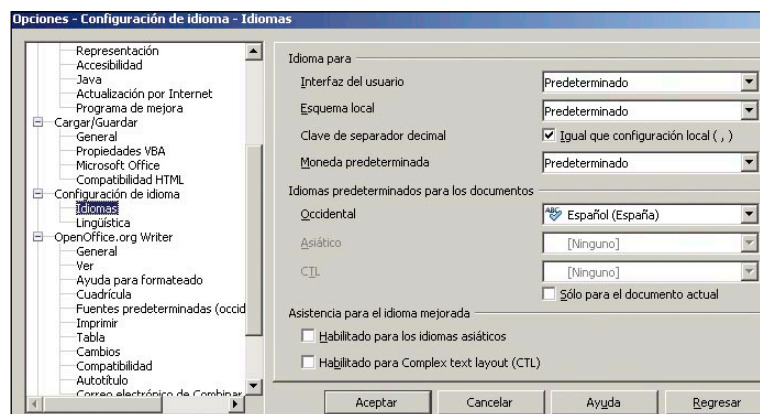 Opciones - Configuración de idioma - Idiomas
Representación
Accesibilidad
Java
Actualización por Internet
Programa de mejora
Cargar/Guardar
General
Propiedades VBA
Microsoft Office
Compatibilidad HTML
Configuración de idioma
Idiomas
Lingüística
OpenOffice.org Writer
General
Ver
Ayuda para formateado
Cuadrícula
Fuentes predeterminadas (occid
Imprimir
Tabla
Cambios
Compatibilidad
Autotítulo
Correo electrónico de Combinar
Idioma para
Interfaz del usuario Predeterminado
Esquema local Predeterminado
Clave de separador decimal Igual que configuración local ( , )
Moneda predeterminada Predeterminado
Idiomas predeterminados para los documentos
Occidental Español (España)
Asiático [Ninguno]
CTL [Ninguno]
Sólo para el documento actual
Asistencia para el idioma mejorada
Habilitado para los idiomas asiáticos
Habilitado para Complex text layout (CTL)
Aceptar Cancelar Ayuda Regresar